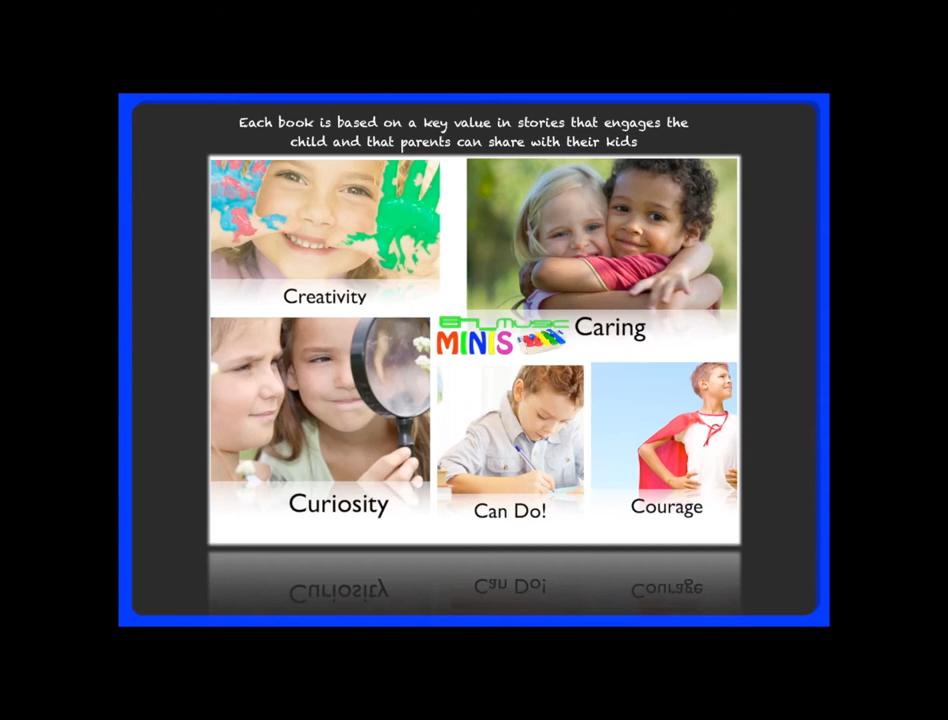 Each book is based on a key value in stories that engages the
child and that parents can share with their kids
Creativity
Caring
MINIS
Curiosity
Can Do!
Courage